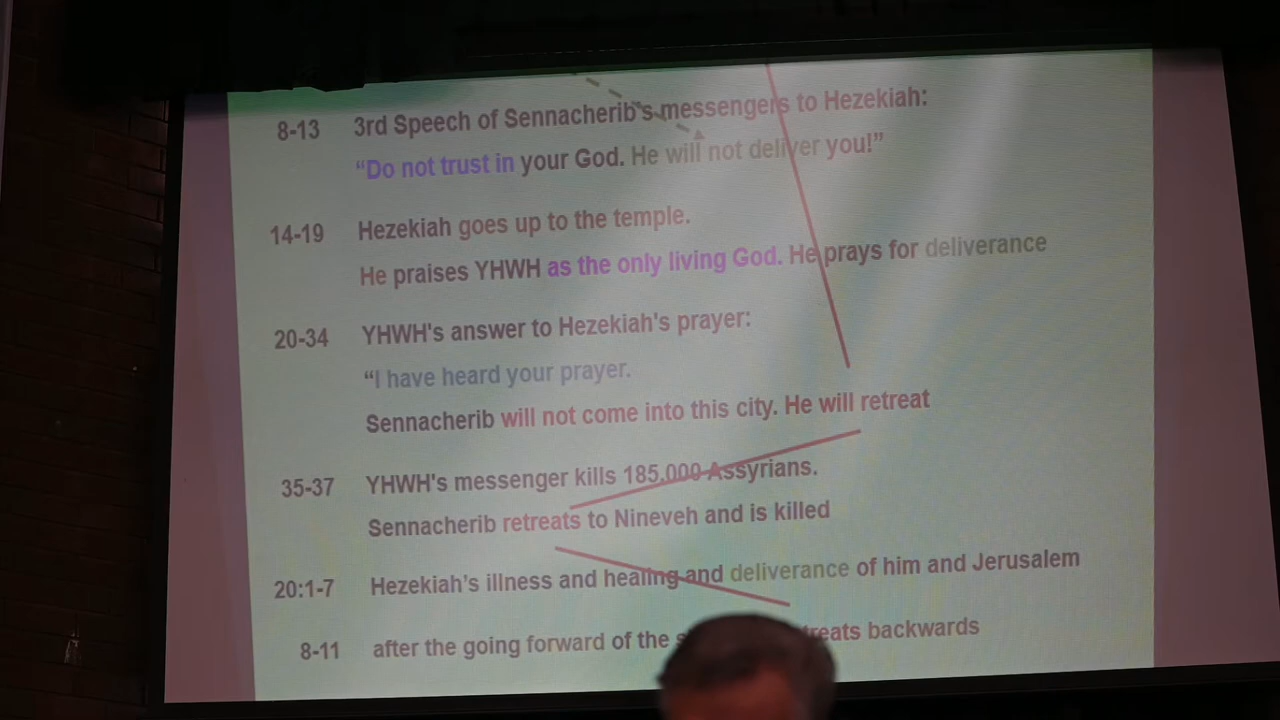 8-13 3rd Speech of Sennacherib's messengers to Hezekiah:
“Do not trust in your God. He will not deliver you!”
14-19 Hezekiah goes up to the temple.
He praises YHWH as the only living God. He prays for deliverance
20-34 YHWH's answer to Hezekiah's prayer:
“I have heard your prayer.
Sennacherib will not come into this city. He will retreat
35-37 YHWH's messenger kills 185.000 Assyrians.
Sennacherib retreats to Nineveh and is killed
20:1-7 Hezekiah's illness and healing and deliverance of him and Jerusalem
8-11 after the going forward of the backwards